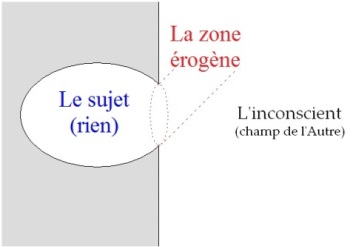 La zone
érogène
Le sujet
(rien)
L'inconscient
(champ de l'Autre)